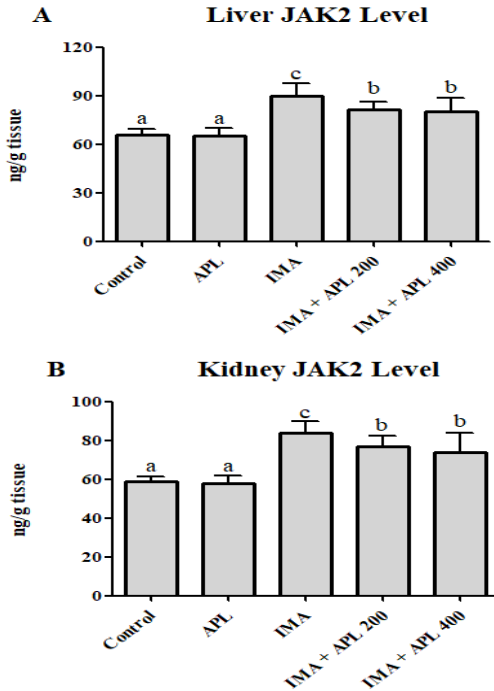 A Liver JAK2 Level
ng/g tissue
120
90
60
30
0
a a c b b
Control APL IMA IMA + APL 200 IMA + APL 400
B Kidney JAK2 Level
ng/g tissue
100
80
60
40
20
0
a a c b b
Control APL IMA IMA + APL 200 IMA + APL 400